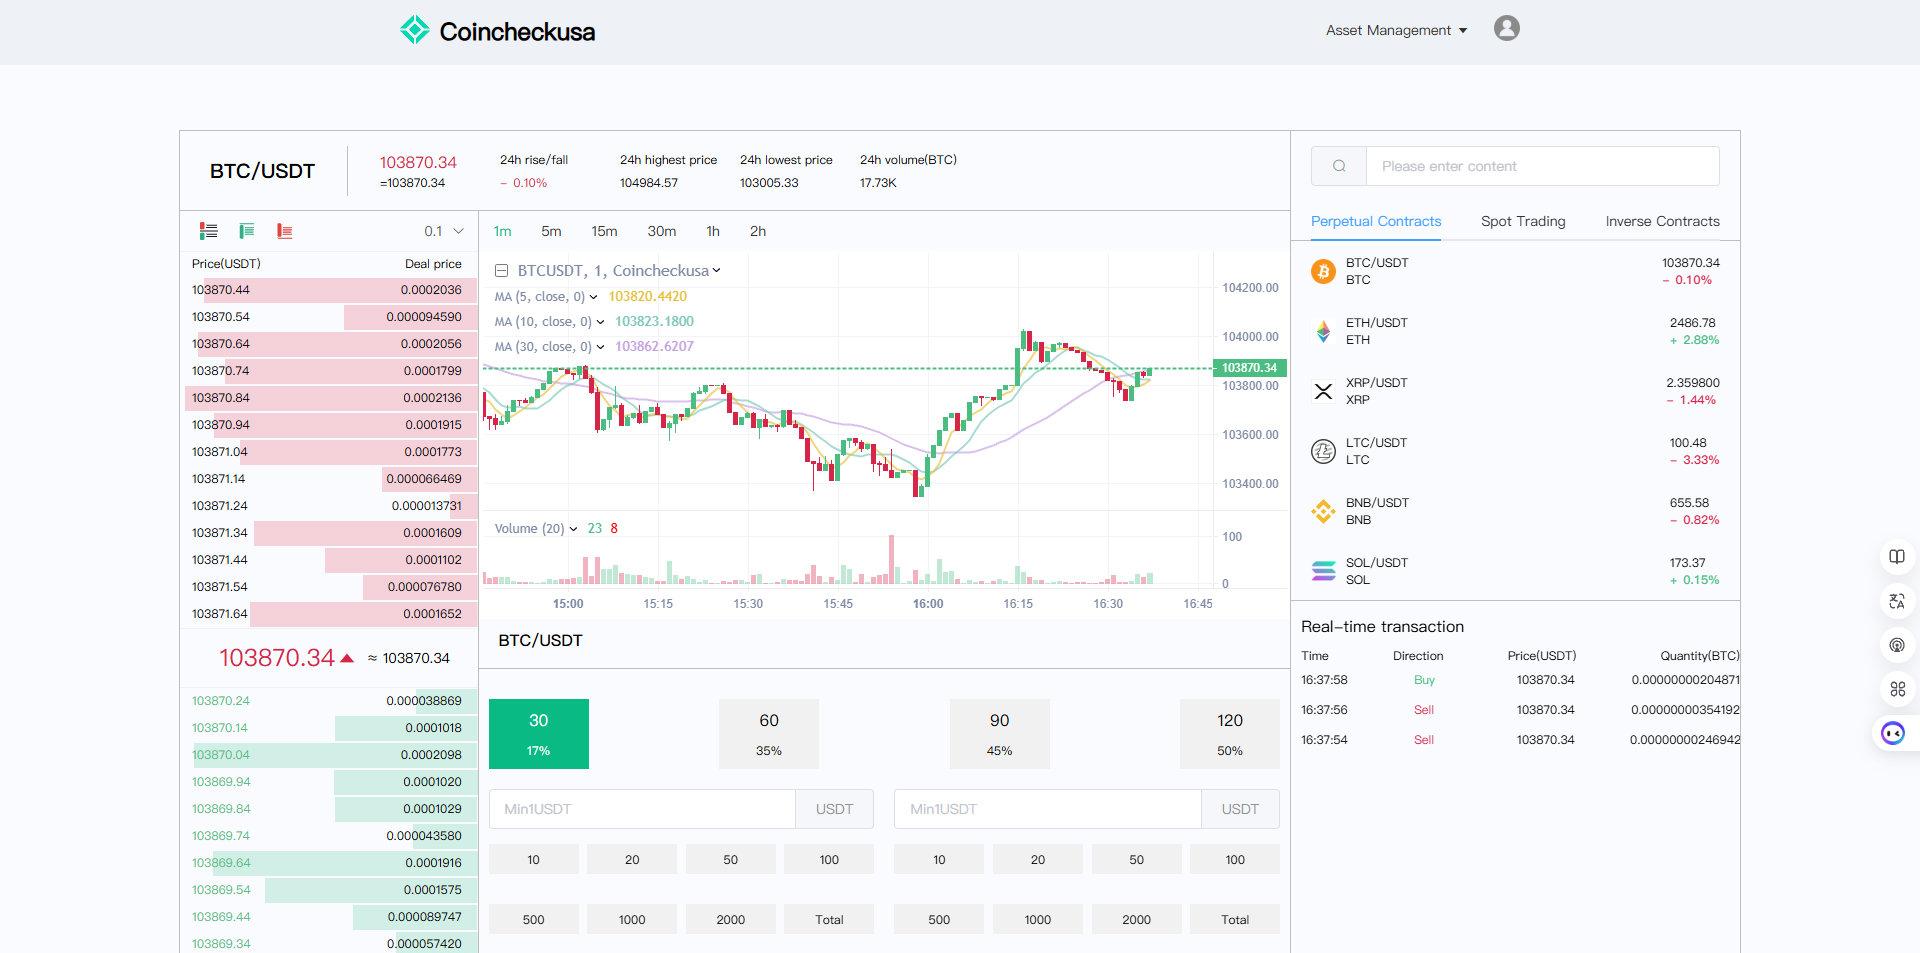 Coincheckusa
Asset Management
BTC/USDT
103870.34
=103870.34
24h rise/fall
- 0.10%
24h highest price
104984.57
24h lowest price
103005.33
24h volume(BTC)
17.73K
0.1
Price(USDT) Deal price
103870.44 0.0002036
103870.54 0.000094590
103870.64 0.0002056
103870.74 0.0001799
103870.84 0.0002136
103870.94 0.0001915
103871.04 0.0001773
103871.14 0.000066469
103871.24 0.000013731
103871.34 0.0001609
103871.44 0.0001102
103871.54 0.000076780
103871.64 0.0001652
103870.34 ≈ 103870.34
103870.24 0.000038869
103870.14 0.0001018
103870.04 0.0002098
103869.94 0.0001020
103869.84 0.0001029
103869.74 0.000043580
103869.64 0.0001916
103869.54 0.0001575
103869.44 0.000089747
103869.34 0.000057420
1m 5m 15m 30m 1h 2h
BTCUSDT, 1, Coincheckusa
MA (5, close, 0) 103820.4420
MA (10, close, 0) 103823.1800
MA (30, close, 0) 103862.6207
104200.00
104000.00
103870.34
103800.00
103600.00
103400.00
Volume (20) 23 8
100
0
15:00 15:15 15:30 15:45 16:00 16:15 16:30 16:45
BTC/USDT
30 60 90 120
17% 35% 45% 50%
Min1USDT USDT Min1USDT USDT
10 20 50 100 10 20 50 100
500 1000 2000 Total 500 1000 2000 Total
Please enter content
Perpetual Contracts Spot Trading Inverse Contracts
BTC/USDT 103870.34
BTC - 0.10%
ETH/USDT 2486.78
ETH + 2.88%
XRP/USDT 2.359800
XRP - 1.44%
LTC/USDT 100.48
LTC - 3.33%
BNB/USDT 655.58
BNB - 0.82%
SOL/USDT 173.37
SOL + 0.15%
Real-time transaction
Time Direction Price(USDT) Quantity(BTC)
16:37:58 Buy 103870.34 0.00000000204871
16:37:56 Sell 103870.34 0.00000000354192
16:37:54 Sell 103870.34 0.00000000246942